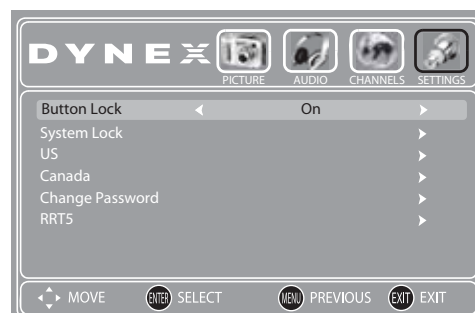 DYNEX
PICTURE AUDIO CHANNELS SETTINGS
Button Lock On
System Lock
US
Canada
Change Password
RRT5
MOVE ENTER SELECT MENU PREVIOUS EXIT EXIT